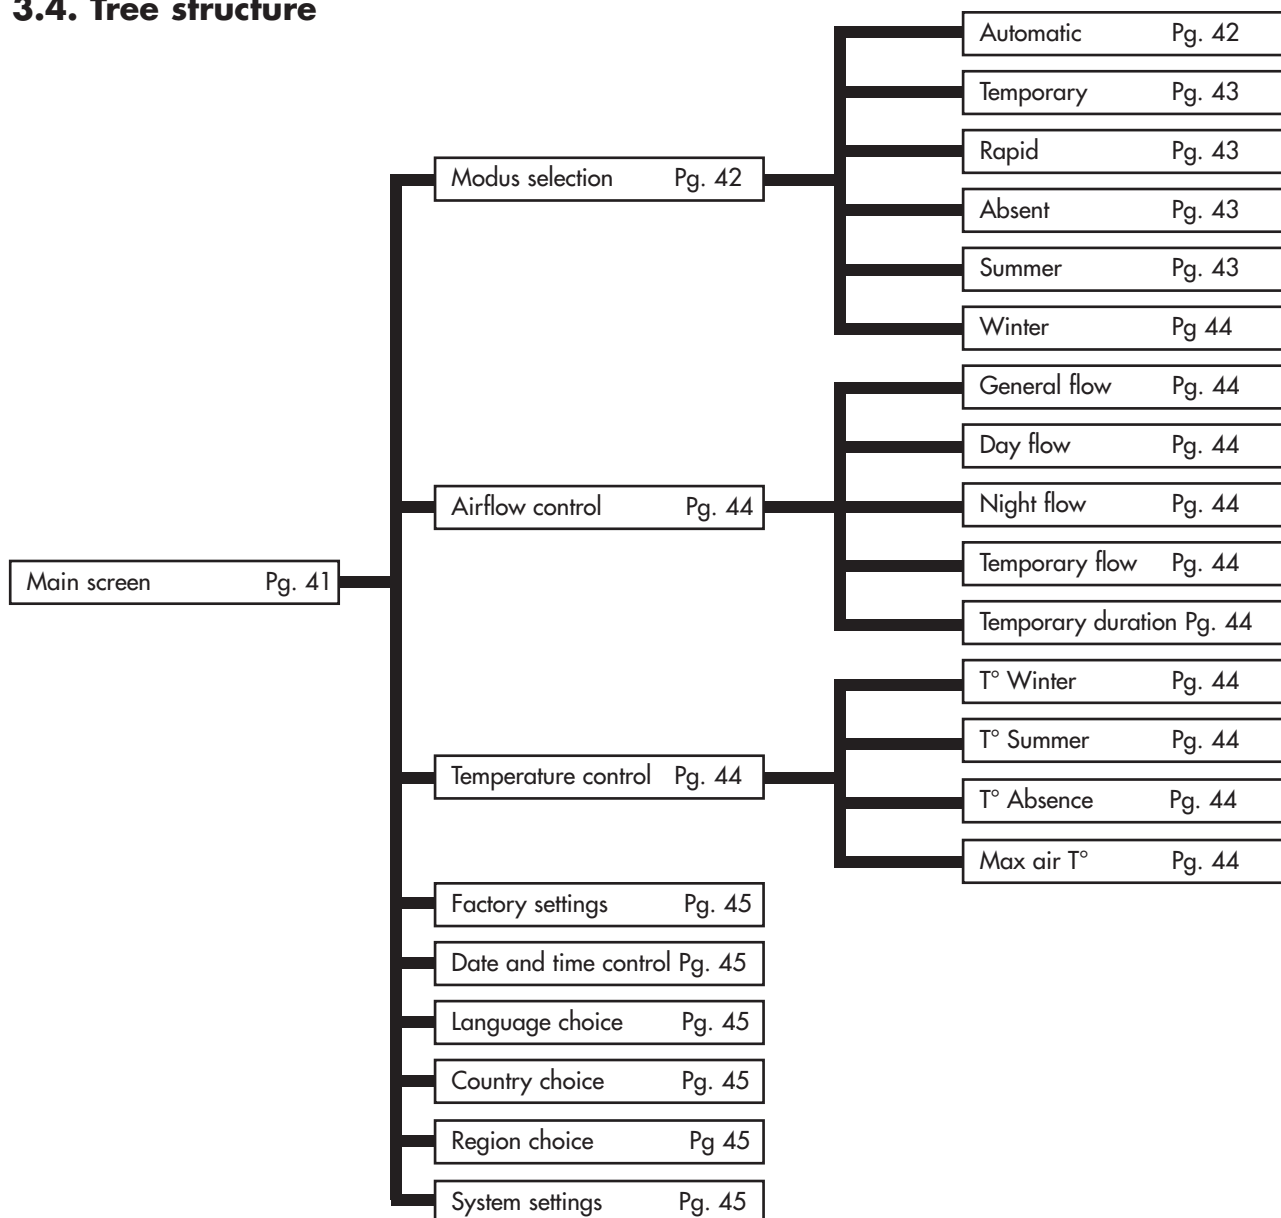 3.4. Tree structure
Main screen Pg. 41
Modus selection Pg. 42
Automatic Pg. 42
Temporary Pg. 43
Rapid Pg. 43
Absent Pg. 43
Summer Pg. 43
Winter Pg 44
Airflow control Pg. 44
General flow Pg. 44
Day flow Pg. 44
Night flow Pg. 44
Temporary flow Pg. 44
Temporary duration Pg. 44
Temperature control Pg. 44
T° Winter Pg. 44
T° Summer Pg. 44
T° Absence Pg. 44
Max air T° Pg. 44
Factory settings Pg. 45
Date and time control Pg. 45
Language choice Pg. 45
Country choice Pg. 45
Region choice Pg 45
System settings Pg. 45